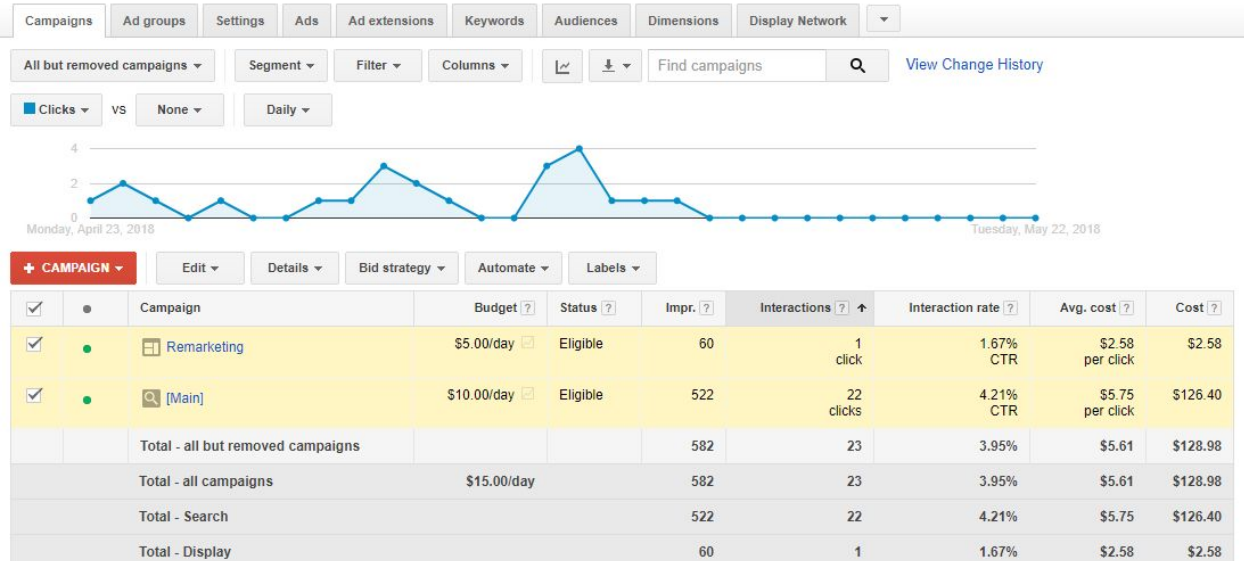 Campaigns Ad groups Settings Ads Ad extensions Keywords Audiences Dimensions Display Network
All but removed campaigns Segment Filter Columns Find campaigns View Change History
Clicks VS None Daily
4
2
0
Monday, April 23, 2018 Tuesday, May 22, 2018
+ CAMPAIGN Edit Details Bid strategy Automate Labels
Campaign Budget ? Status ? Impr. ? Interactions ? ↑ Interaction rate ? Avg. cost ? Cost ?
Remarketing $5.00/day Eligible 60 1 1.67% $2.58 $2.58
click CTR per click
[Main] $10.00/day Eligible 522 22 4.21% $5.75 $126.40
clicks CTR per click
Total - all but removed campaigns 582 23 3.95% $5.61 $128.98
Total - all campaigns $15.00/day 582 23 3.95% $5.61 $128.98
Total - Search 522 22 4.21% $5.75 $126.40
Total - Display 60 1 1.67% $2.58 $2.58